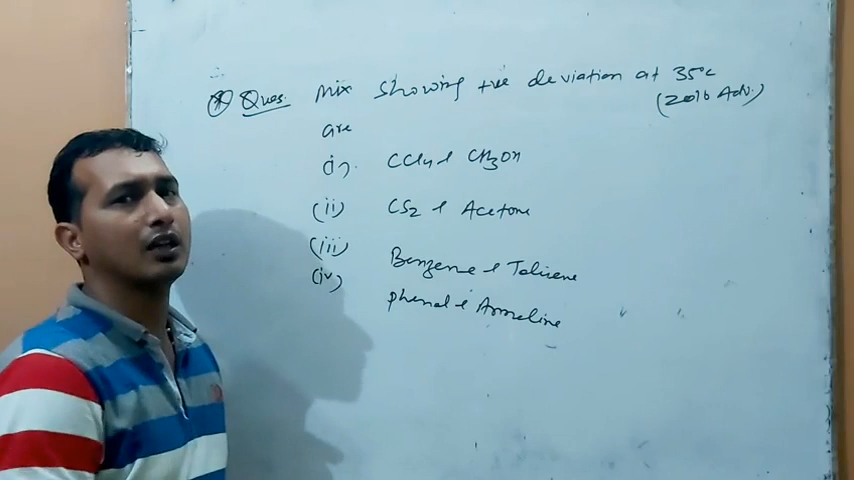 Ques. Mix showing +ve deviation at 35°C
(2016 Adv.)
are
(i). CCl4 & CH3OH
(ii) CS2 & Acetone
(iii) Benzene & Toluene
(iv) phenol & Anneline